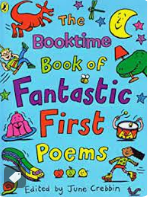 The
Booktime
Book of
Fantastic
First
Poems
Edited by June Crebbin